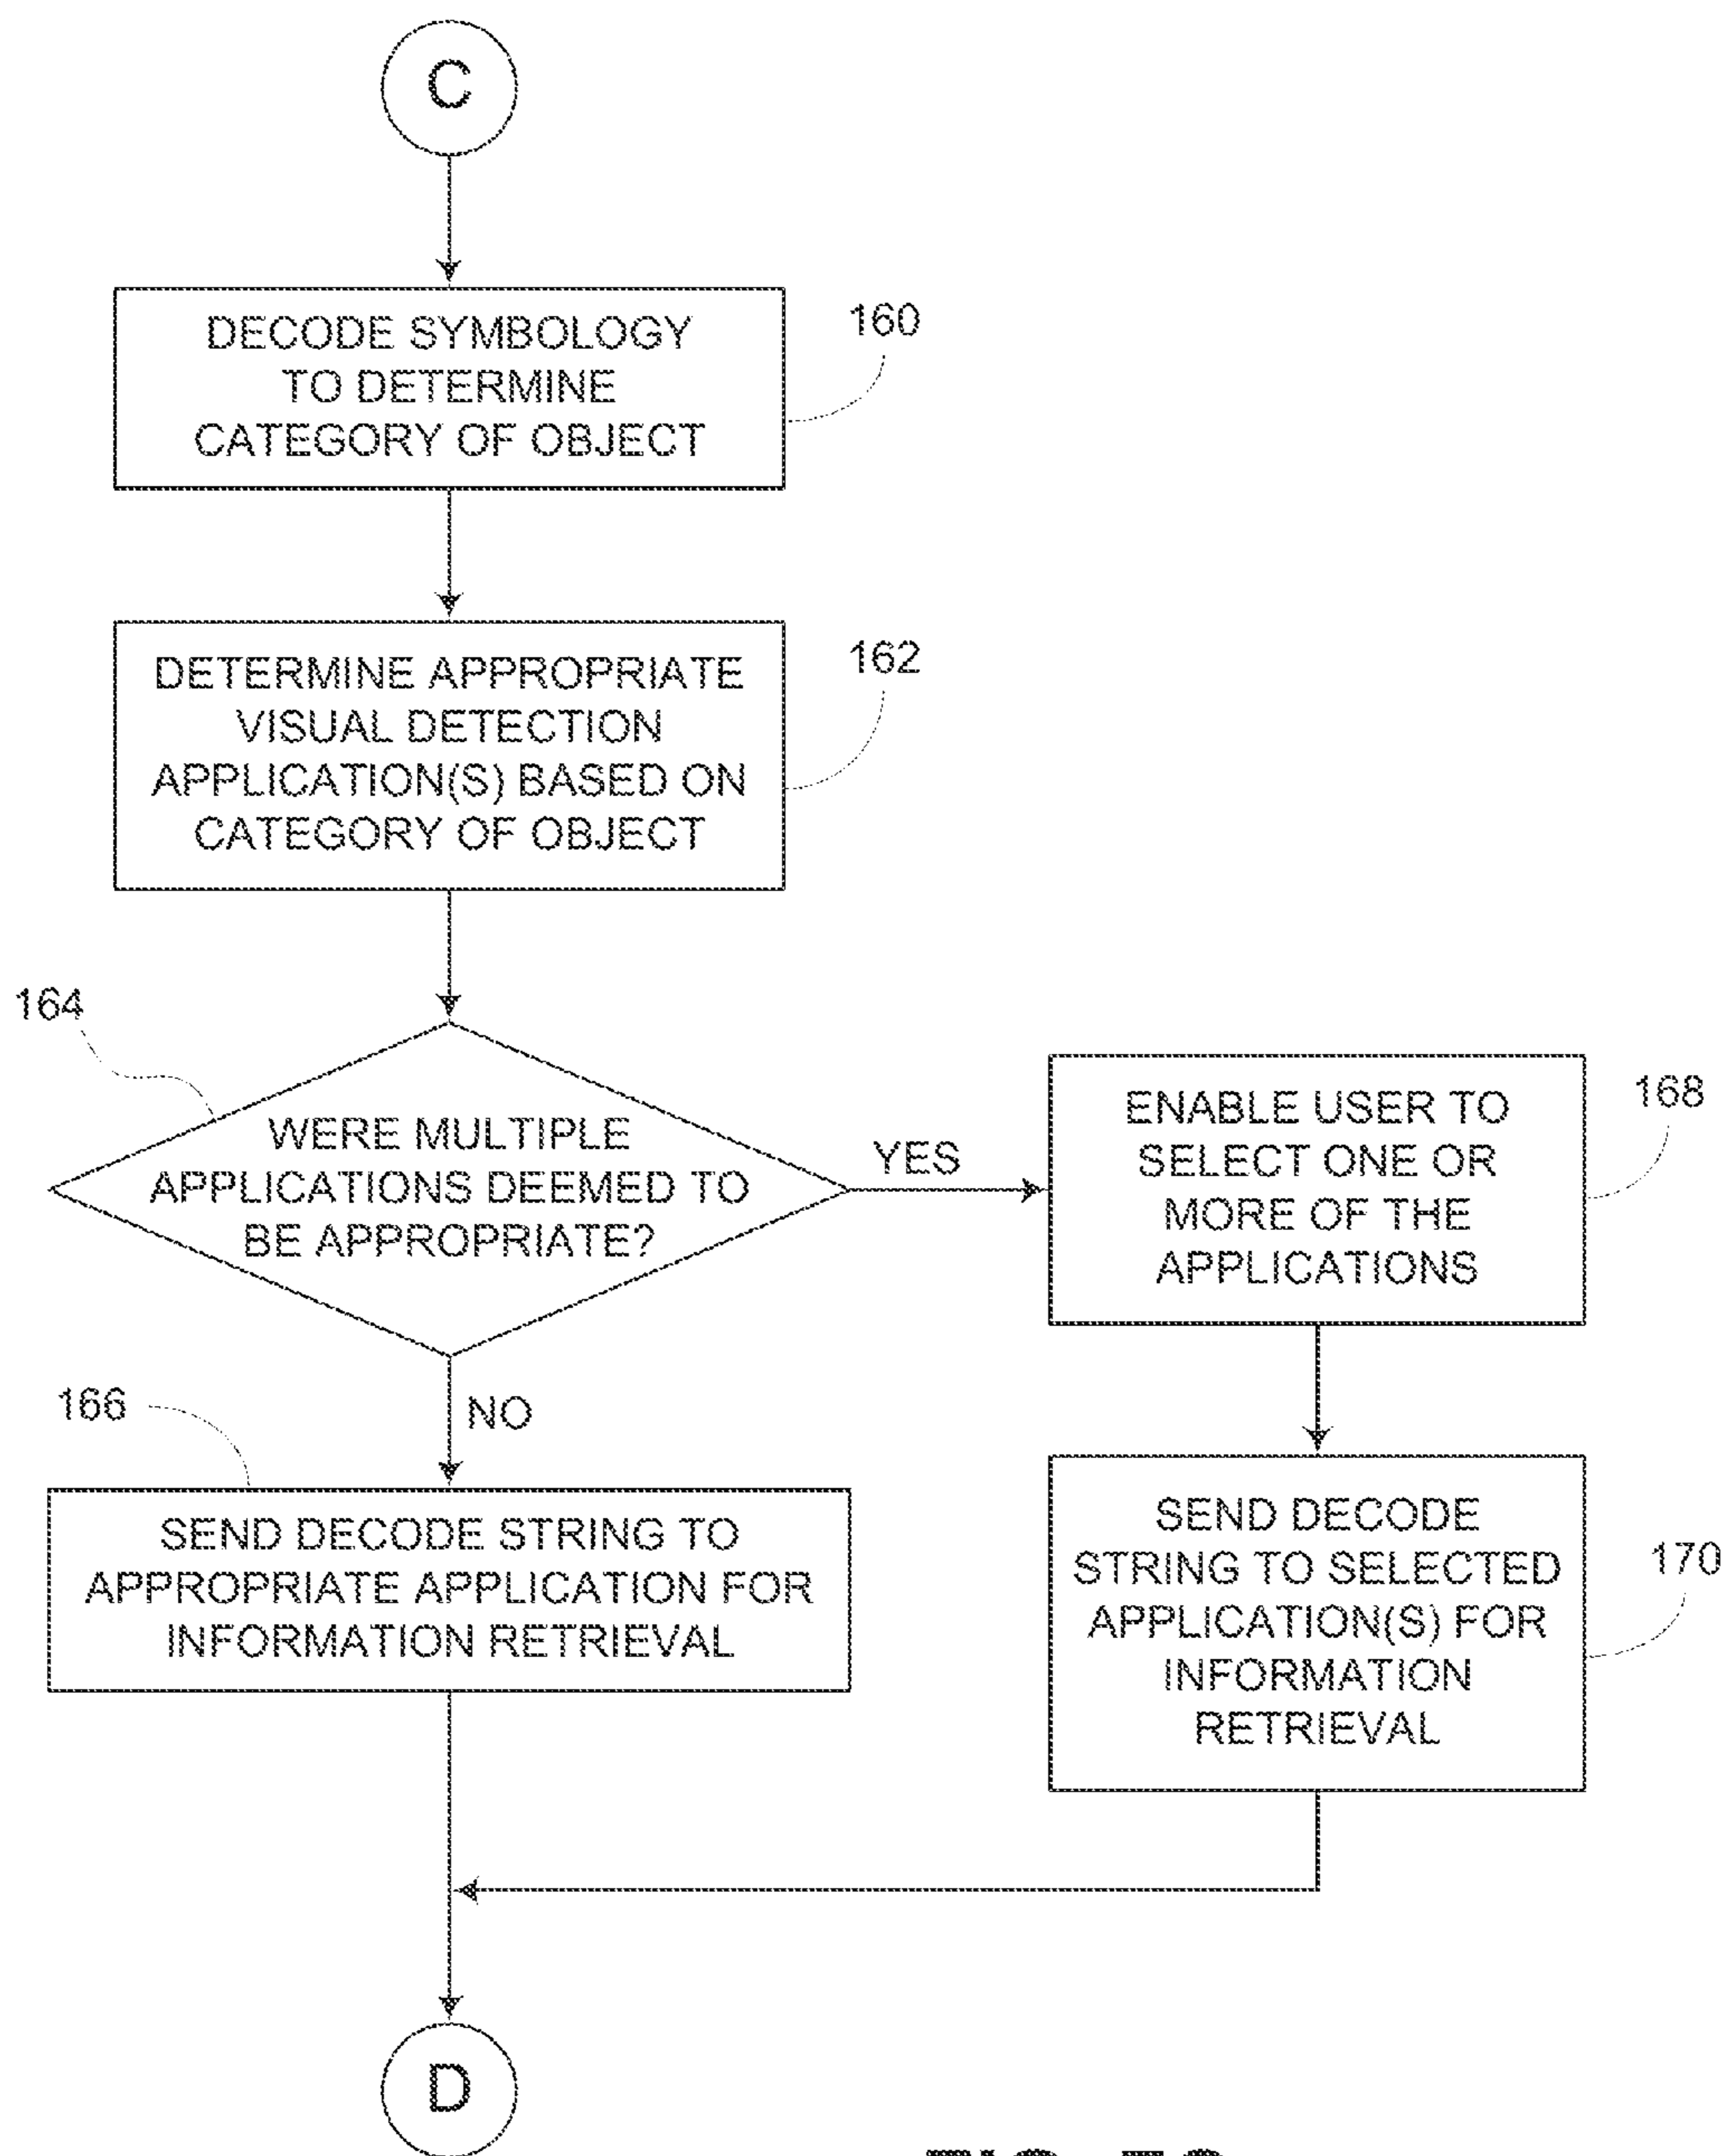 C
DECODE SYMBOLOGY
TO DETERMINE
CATEGORY OF OBJECT
160
DETERMINE APPROPRIATE
VISUAL DETECTION
APPLICATION(S) BASED ON
CATEGORY OF OBJECT
162
164
WERE MULTIPLE
APPLICATIONS DEEMED TO
BE APPROPRIATE?
YES
ENABLE USER TO
SELECT ONE OR
MORE OF THE
APPLICATIONS
168
NO
166
SEND DECODE STRING TO
APPROPRIATE APPLICATION FOR
INFORMATION RETRIEVAL
SEND DECODE
STRING TO SELECTED
APPLICATION(S) FOR
INFORMATION
RETRIEVAL
170
D